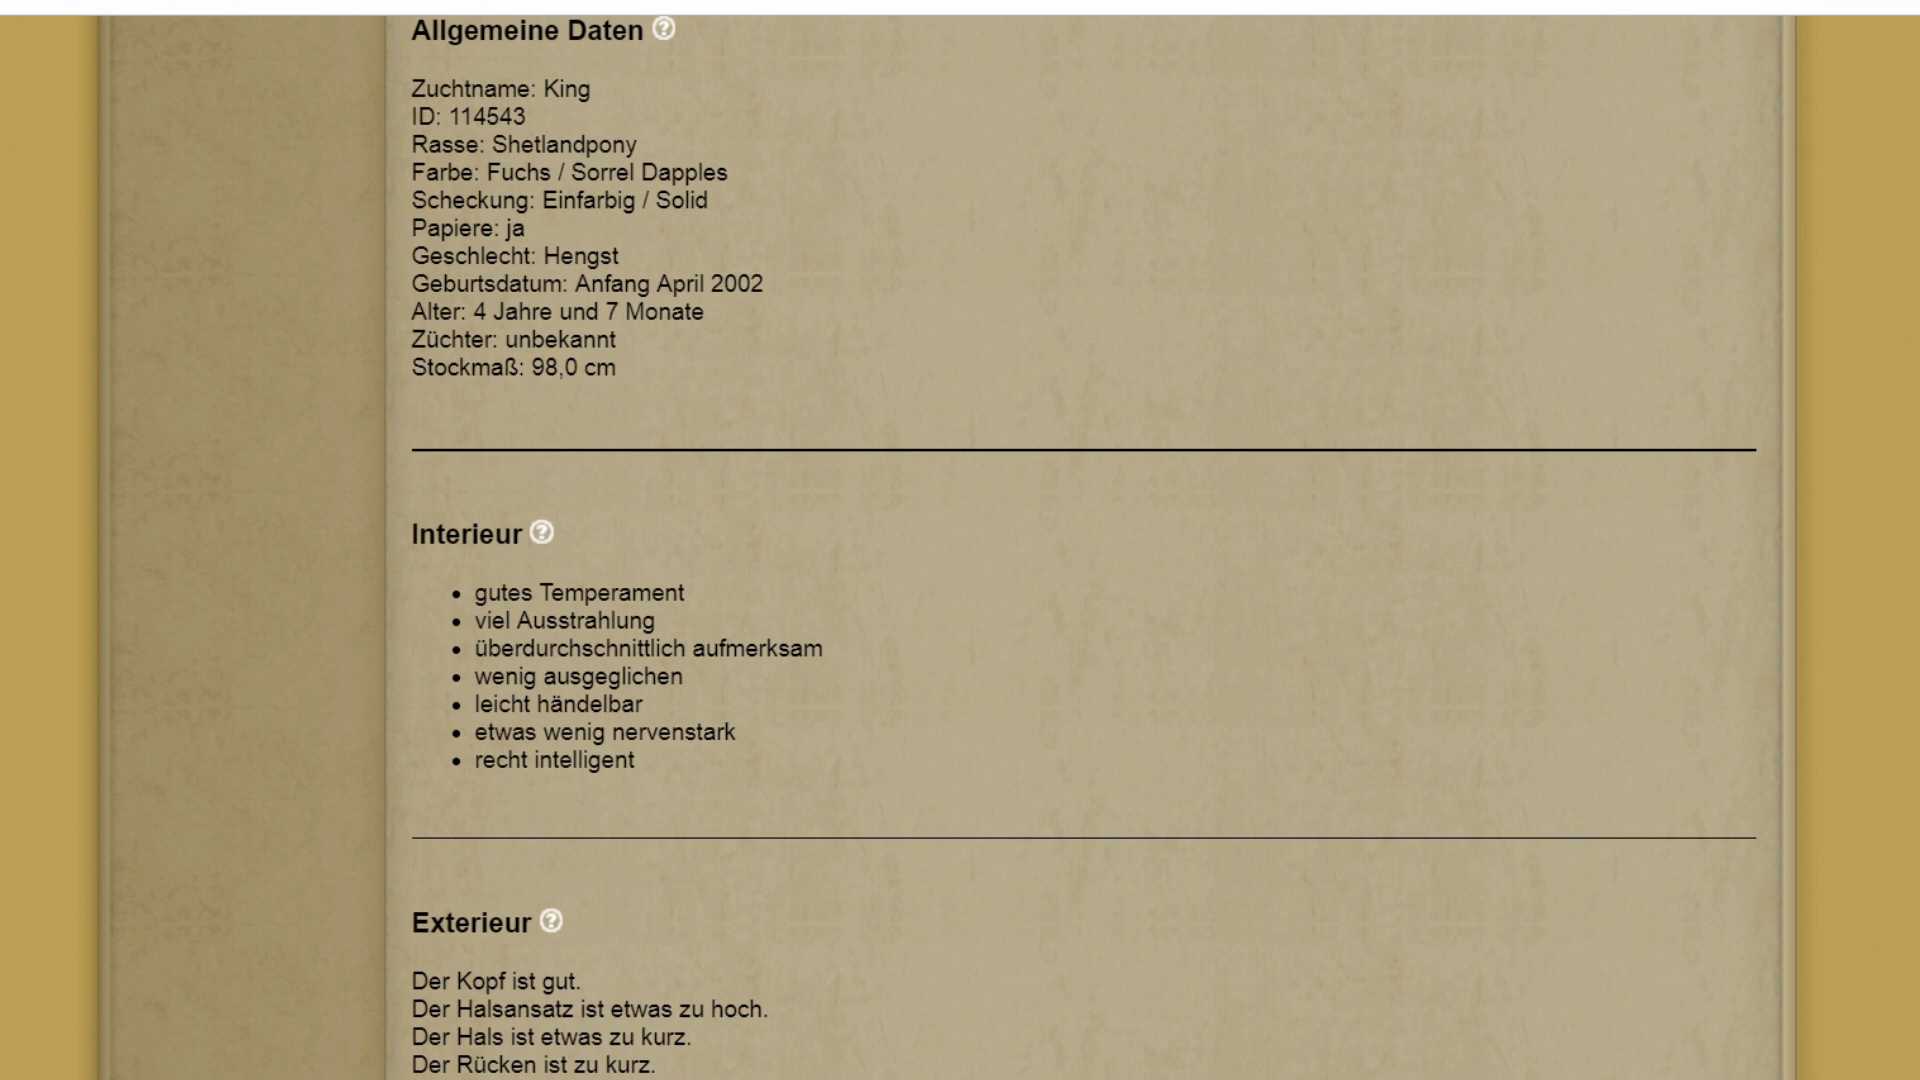 Allgemeine Daten
Zuchtname: King
ID: 114543
Rasse: Shetlandpony
Farbe: Fuchs / Sorrel Dapples
Scheckung: Einfarbig / Solid
Papiere: ja
Geschlecht: Hengst
Geburtsdatum: Anfang April 2002
Alter: 4 Jahre und 7 Monate
Züchter: unbekannt
Stockmaß: 98,0 cm
Interieur
• gutes Temperament
• viel Ausstrahlung
• überdurchschnittlich aufmerksam
• wenig ausgeglichen
• leicht händelbar
• etwas wenig nervenstark
• recht intelligent
Exterieur
Der Kopf ist gut.
Der Halsansatz ist etwas zu hoch.
Der Hals ist etwas zu kurz.
Der Rücken ist zu kurz.